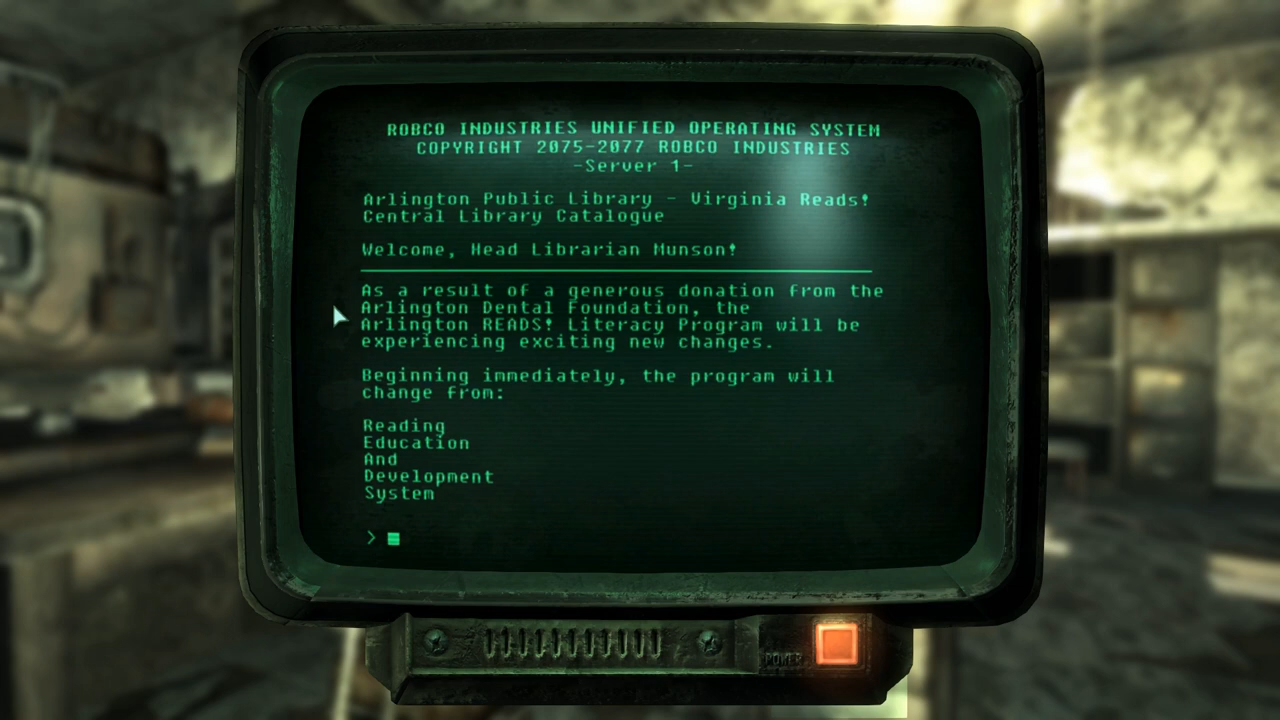 ROBCO INDUSTRIES UNIFIED OPERATING SYSTEM
COPYRIGHT 2075-2077 ROBCO INDUSTRIES
-Server 1-
Arlington Public Library - Virginia Reads!
Central Library Catalogue
Welcome, Head Librarian Munson!
As a result of a generous donation from the
Arlington Dental Foundation, the
Arlington READS! Literacy Program will be
experiencing exciting new changes.
Beginning immediately, the program will
change from:
Reading
Education
And
Development
System
>
POWER